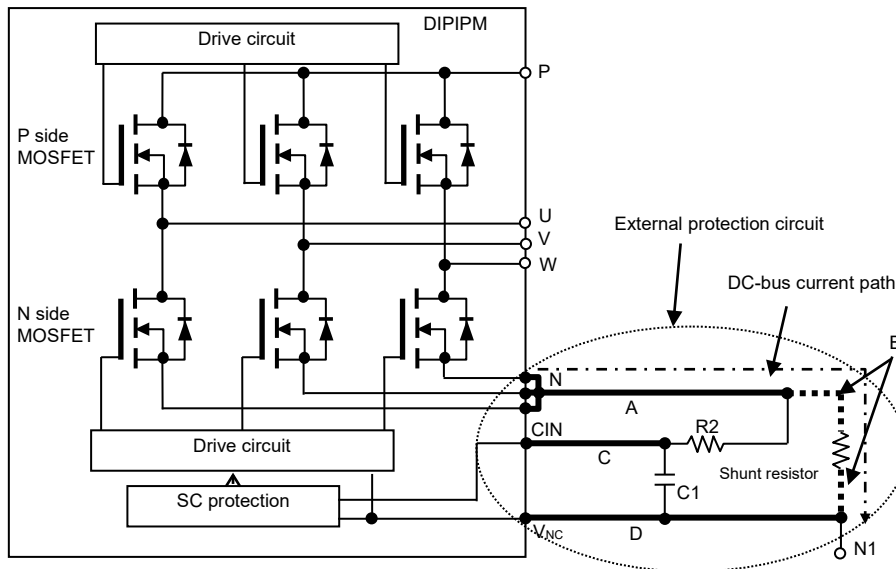 DIPIPM
Drive circuit
P
P side
MOSFET
U
V
W
External protection circuit
DC-bus current path
N side
MOSFET
B
N
A
CIN
R2
C
Shunt resistor
C1
Drive circuit
SC protection
VNC
D
N1